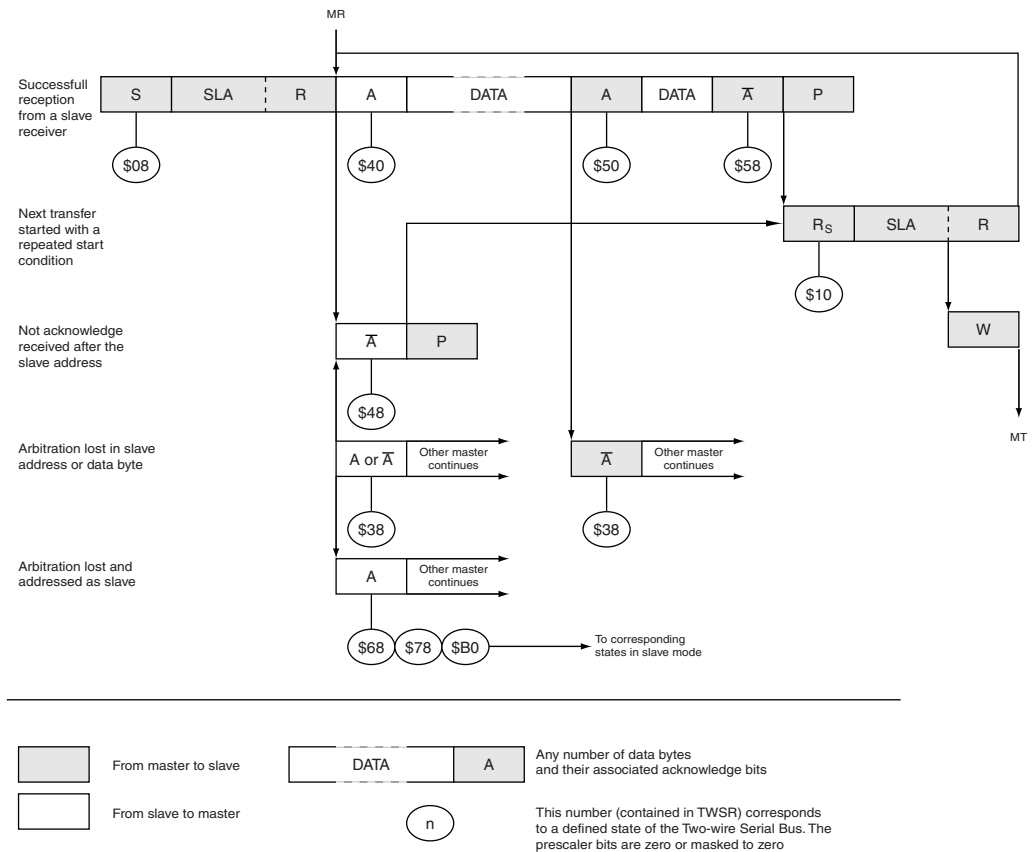 MR
Successfull
reception
from a slave
receiver
S SLA R A DATA A DATA A̅ P
$08 $40 $50 $58
Next transfer
started with a
repeated start
condition
RS SLA R
$10
W
MT
Not acknowledge
received after the
slave address
A̅ P
$48
Arbitration lost in slave
address or data byte
A or A̅
Other master
continues
A̅
Other master
continues
$38 $38
Arbitration lost and
addressed as slave
A
Other master
continues
$68 $78 $B0
To corresponding
states in slave mode
From master to slave
From slave to master
DATA A
Any number of data bytes
and their associated acknowledge bits
n
This number (contained in TWSR) corresponds
to a defined state of the Two-wire Serial Bus. The
prescaler bits are zero or masked to zero